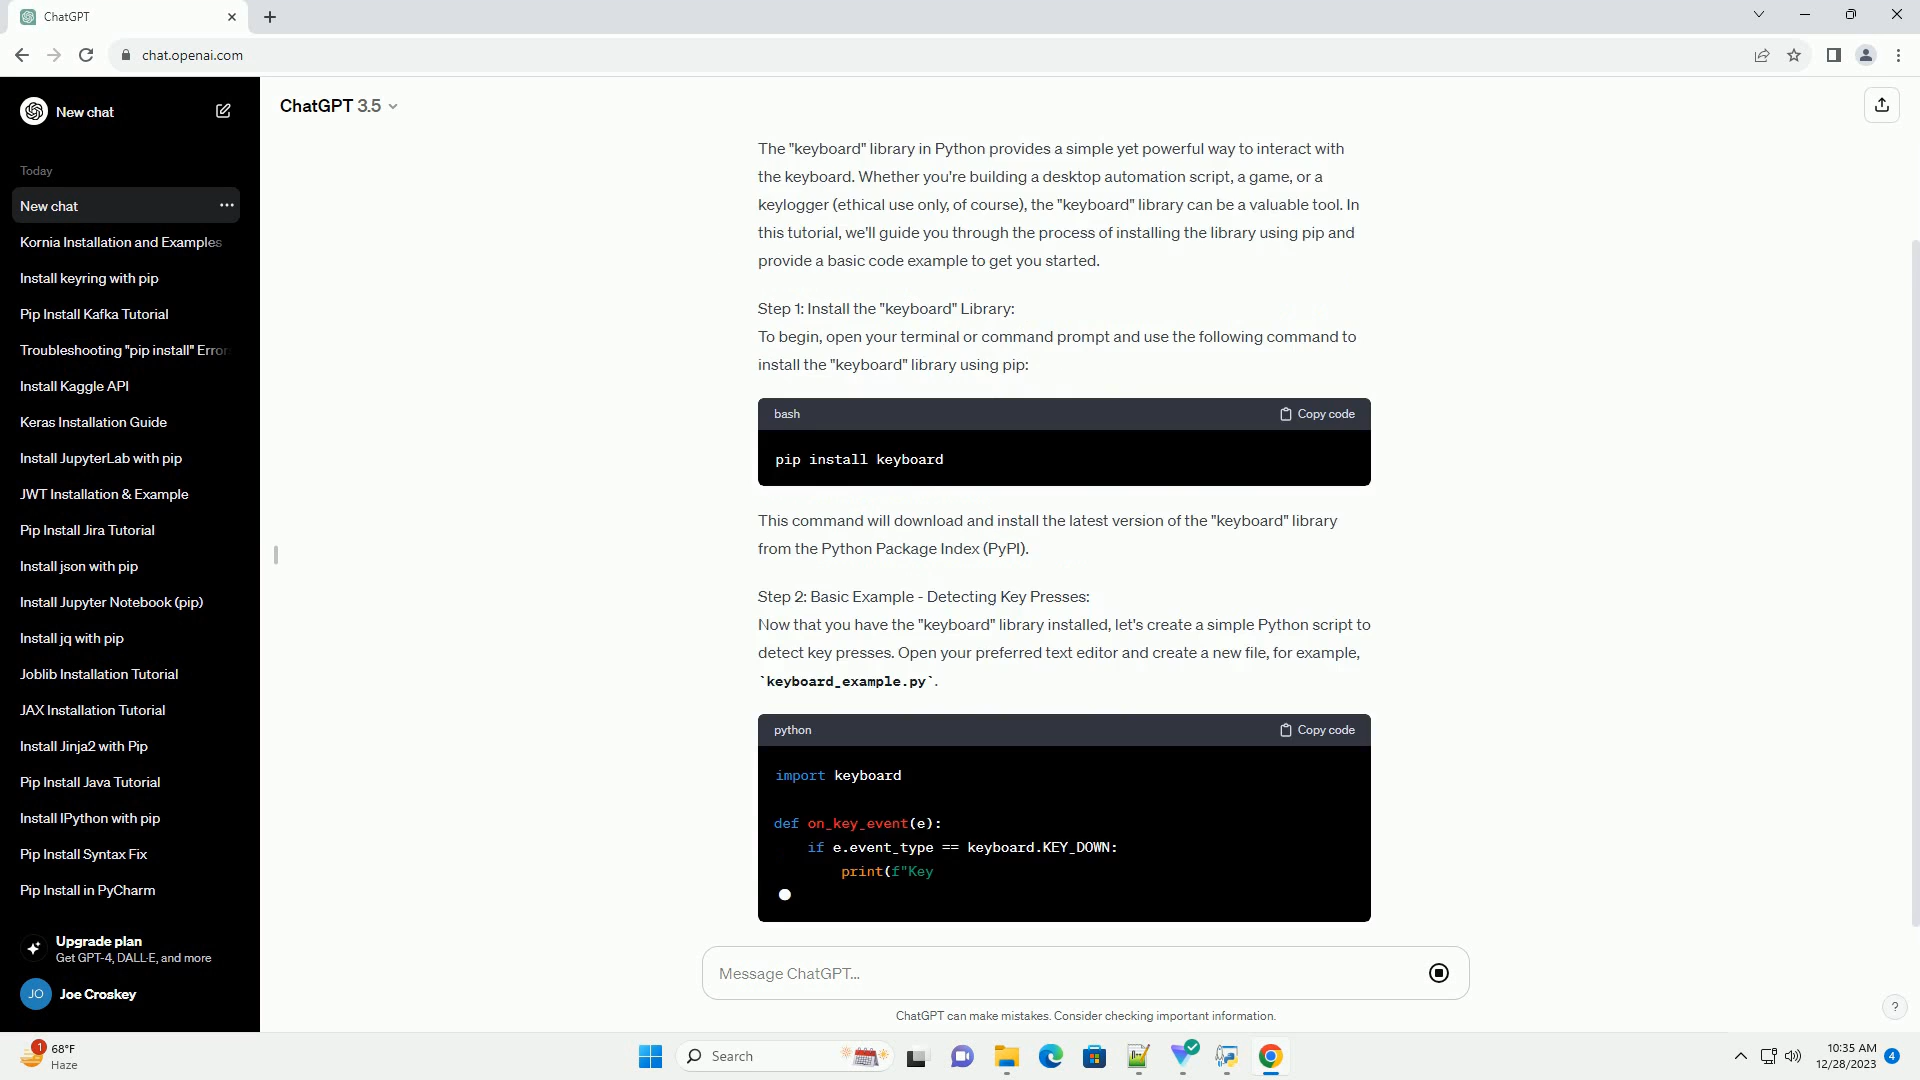 ChatGPT
chat.openai.com
New chat
Today
New chat
Kornia Installation and Examples
Install keyring with pip
Pip Install Kafka Tutorial
Troubleshooting "pip install" Error
Install Kaggle API
Keras Installation Guide
Install JupyterLab with pip
JWT Installation & Example
Pip Install Jira Tutorial
Install json with pip
Install Jupyter Notebook (pip)
Install jq with pip
Joblib Installation Tutorial
JAX Installation Tutorial
Install Jinja2 with Pip
Pip Install Java Tutorial
Install IPython with pip
Pip Install Syntax Fix
Pip Install in PyCharm
Upgrade plan
Get GPT-4, DALL·E, and more
JO Joe Croskey
ChatGPT 3.5
The "keyboard" library in Python provides a simple yet powerful way to interact with
the keyboard. Whether you're building a desktop automation script, a game, or a
keylogger (ethical use only, of course), the "keyboard" library can be a valuable tool. In
this tutorial, we'll guide you through the process of installing the library using pip and
provide a basic code example to get you started.
Step 1: Install the "keyboard" Library:
To begin, open your terminal or command prompt and use the following command to
install the "keyboard" library using pip:
bash Copy code
pip install keyboard
This command will download and install the latest version of the "keyboard" library
from the Python Package Index (PyPI).
Step 2: Basic Example - Detecting Key Presses:
Now that you have the "keyboard" library installed, let's create a simple Python script to
detect key presses. Open your preferred text editor and create a new file, for example,
`keyboard_example.py`.
python Copy code
import keyboard
def on_key_event(e):
if e.event_type == keyboard.KEY_DOWN:
print(f"Key
Message ChatGPT...
ChatGPT can make mistakes. Consider checking important information.
?
1 68°F
Haze
Search
10:35 AM
12/28/2023 4